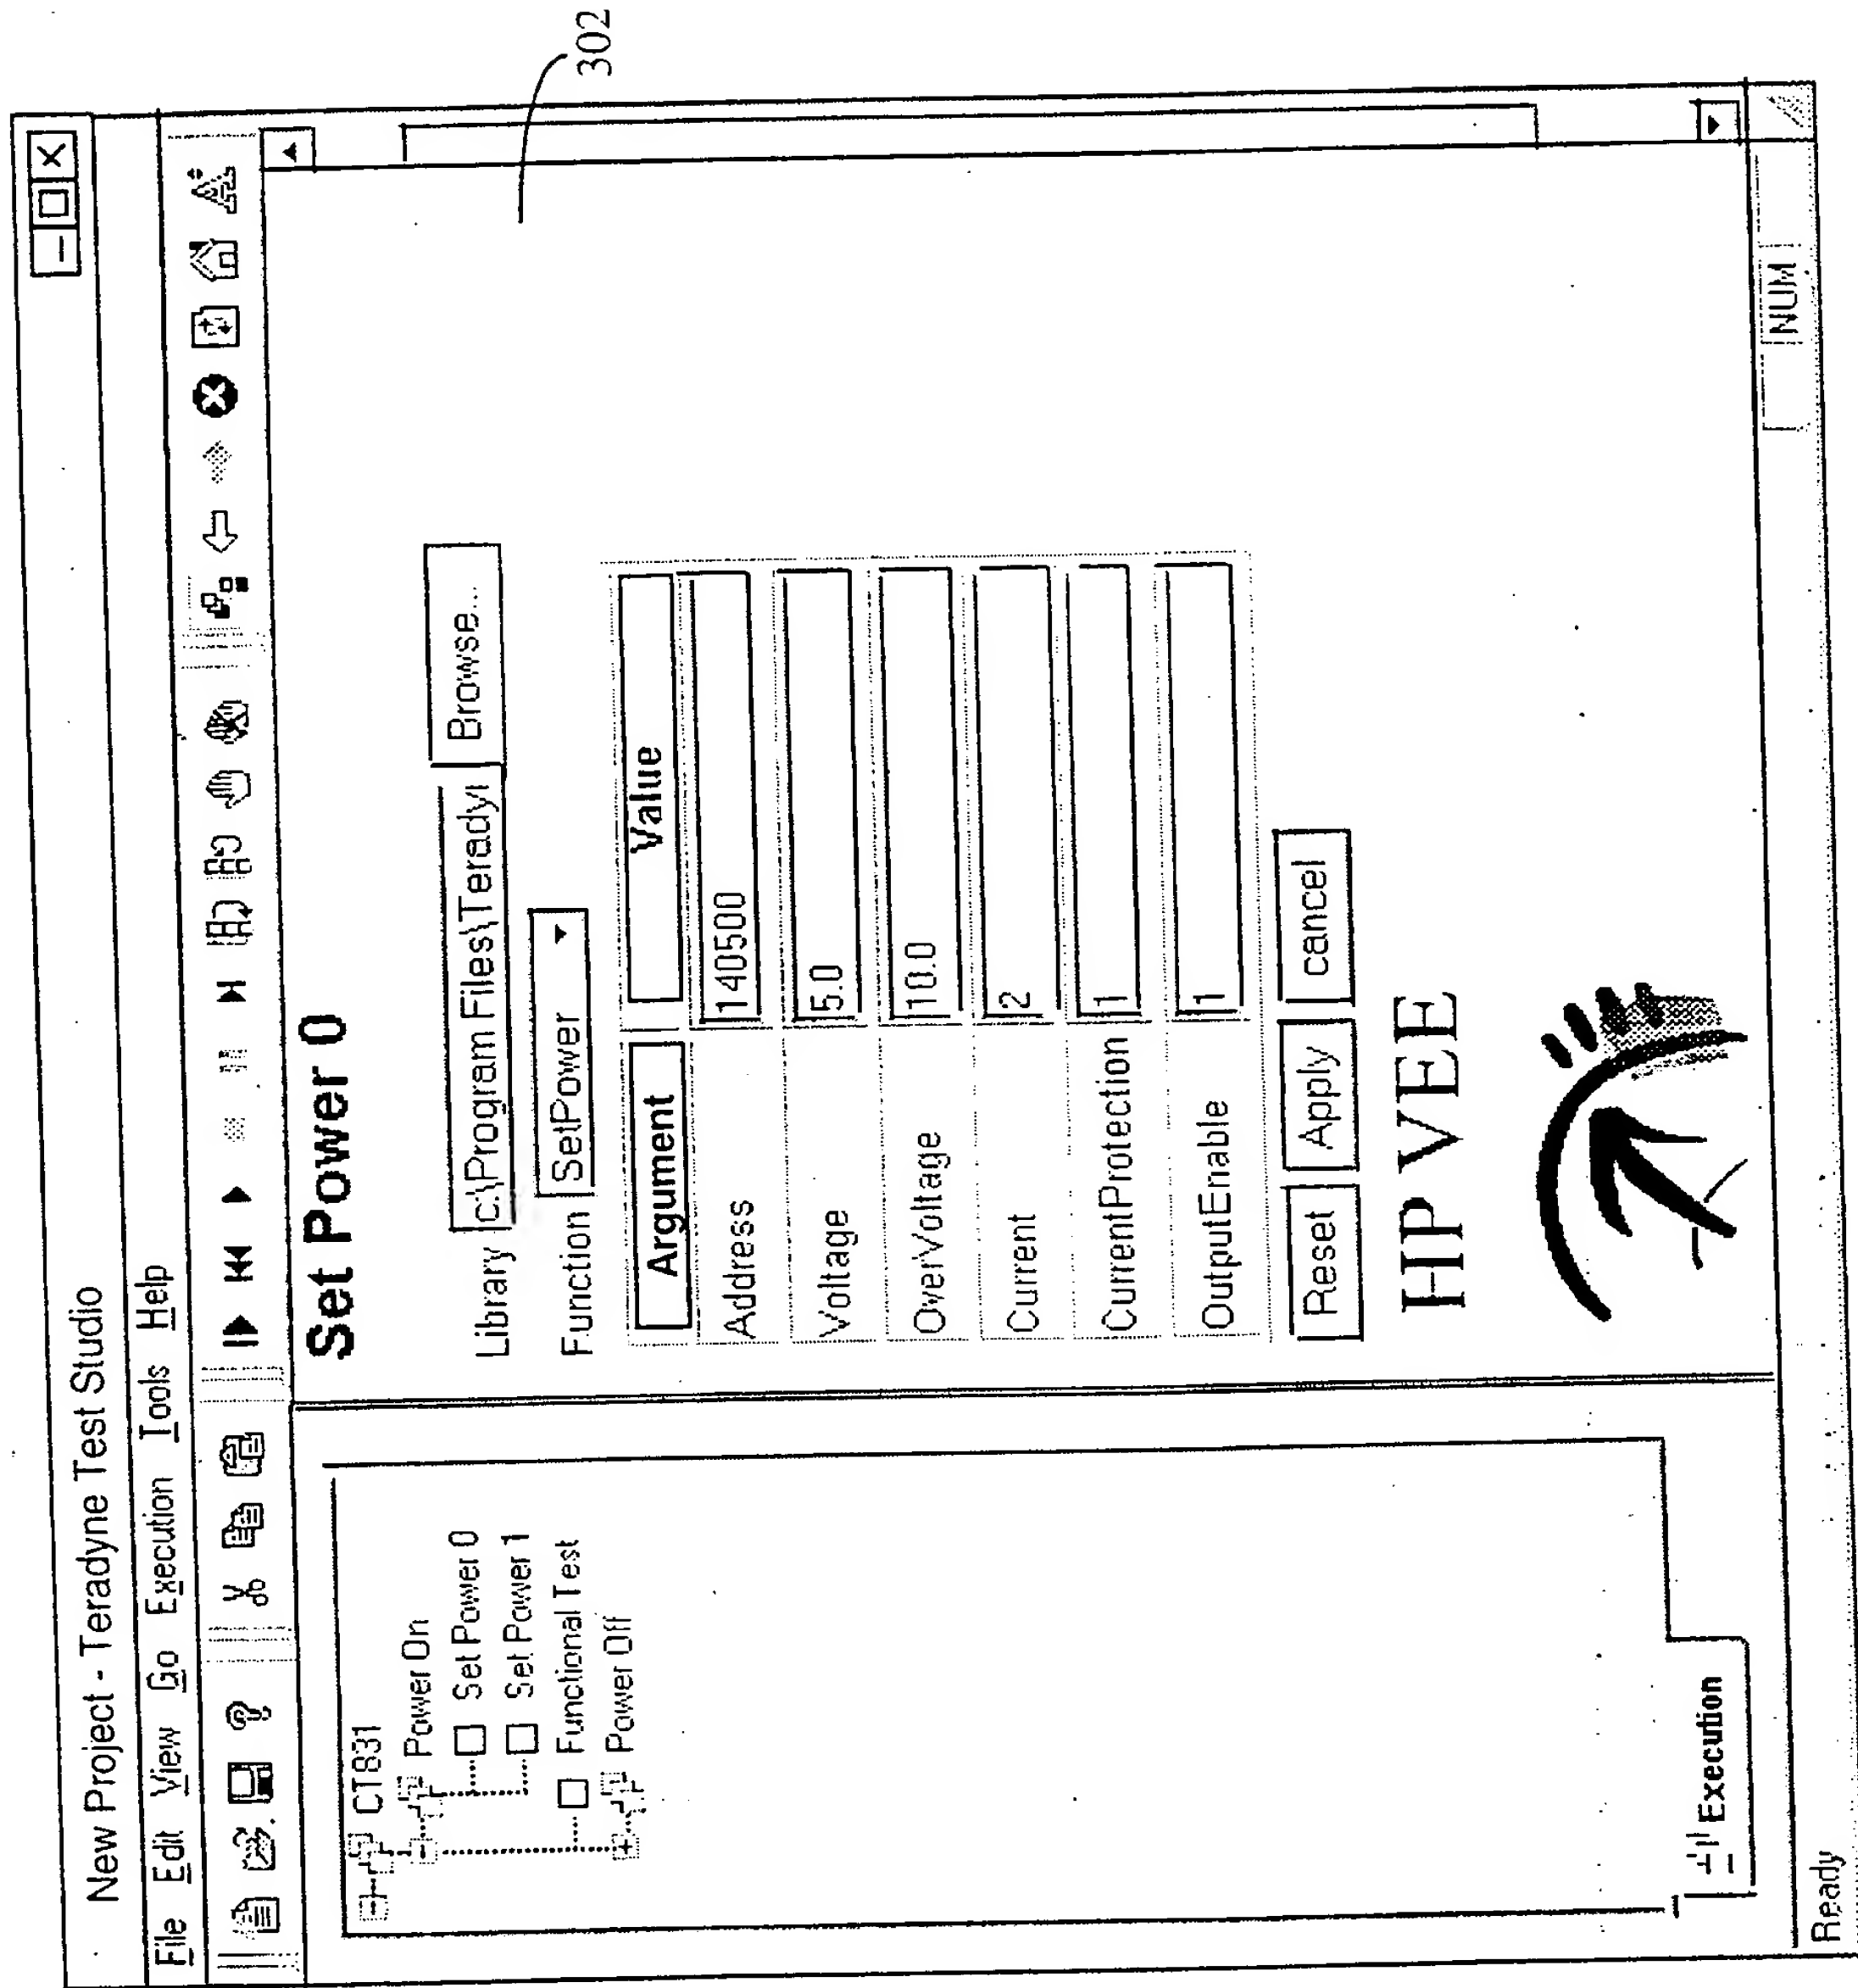 New Project - Teradyne Test Studio
File Edit View Go Execution Tools Help
CT831
Power On
Set Power 0
Set Power 1
Functional Test
Power Off
Execution
Set Power 0
Library c:\Program Files\Teradyı Browse...
Function SetPower
Argument Value
Address 140500
Voltage 5.0
OverVoltage 10.0
Current 2
CurrentProtection 1
OutputEnable 1
Reset Apply cancel
HP VEE
Ready NUM
302